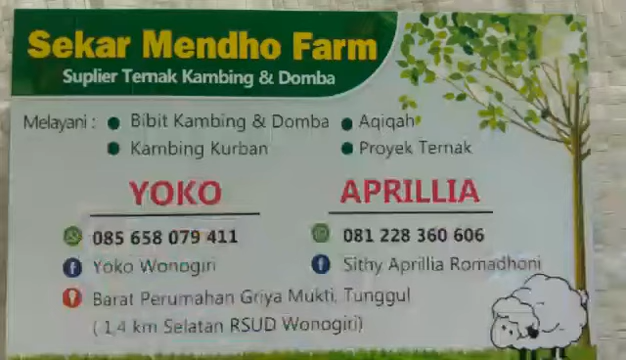 Sekar Mendho Farm
Suplier Ternak Kambing & Domba
Melayani : • Bibit Kambing & Domba • Aqiqah
• Kambing Kurban • Proyek Ternak
YOKO APRILLIA
085 658 079 411 081 228 360 606
Yoko Wonogiri Sithy Aprillia Romadhoni
Barat Perumahan Griya Mukti, Tunggul
( 1,4 km Selatan RSUD Wonogiri)